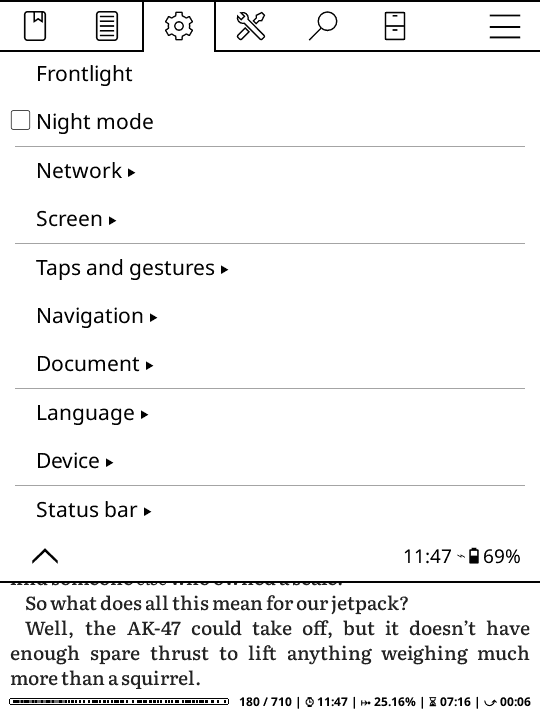 Frontlight
Night mode
Network ▸
Screen ▸
Taps and gestures ▸
Navigation ▸
Document ▸
Language ▸
Device ▸
Status bar ▸
11:47 69%
So what does all this mean for our jetpack?
Well, the AK-47 could take off, but it doesn’t have
enough spare thrust to lift anything weighing much
more than a squirrel.
180 / 710 | 11:47 | 25.16% | 07:16 | 00:06